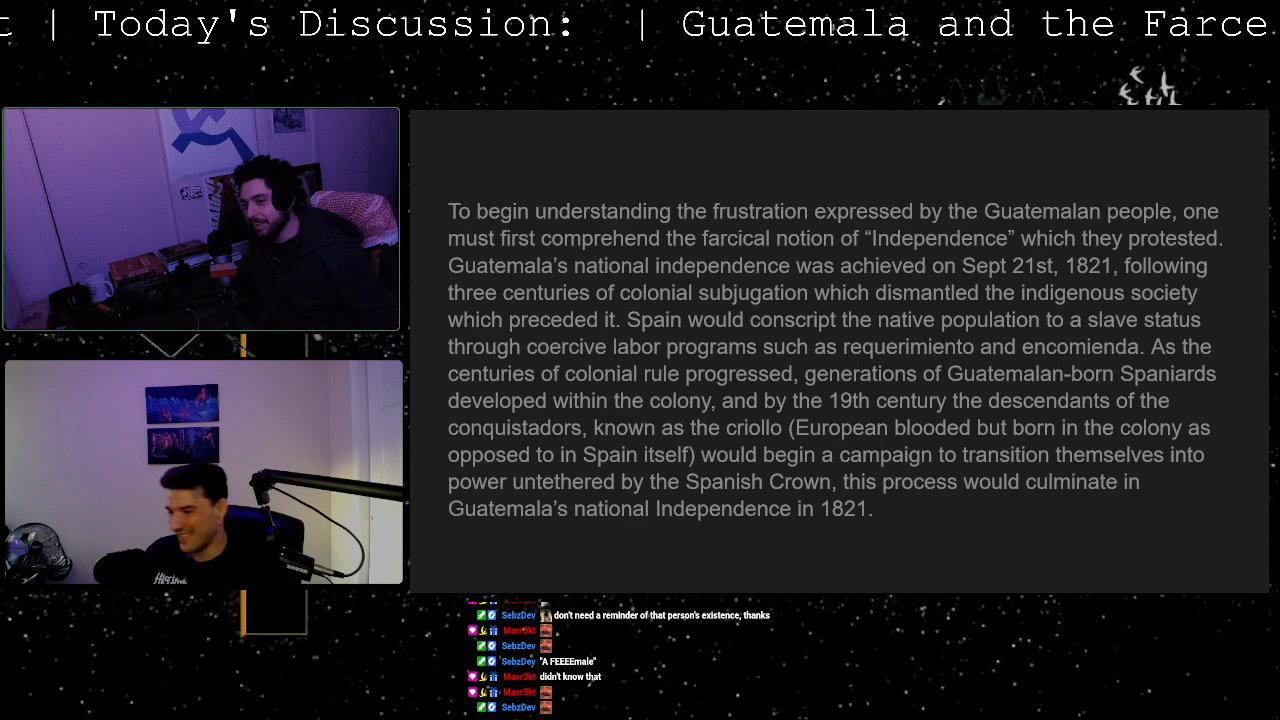 t | Today's Discussion: | Guatemala and the Farce
To begin understanding the frustration expressed by the Guatemalan people, one
must first comprehend the farcical notion of “Independence” which they protested.
Guatemala’s national independence was achieved on Sept 21st, 1821, following
three centuries of colonial subjugation which dismantled the indigenous society
which preceded it. Spain would conscript the native population to a slave status
through coercive labor programs such as requerimiento and encomienda. As the
centuries of colonial rule progressed, generations of Guatemalan-born Spaniards
developed within the colony, and by the 19th century the descendants of the
conquistadors, known as the criollo (European blooded but born in the colony as
opposed to in Spain itself) would begin a campaign to transition themselves into
power untethered by the Spanish Crown, this process would culminate in
Guatemala’s national Independence in 1821.
SHURE
SebzDev don't need a reminder of that person's existence, thanks
Mavr3kt
SebzDev
SebzDev "A FEEEEmale"
Mavr3kt didn't know that
Mavr3kt
SebzDev